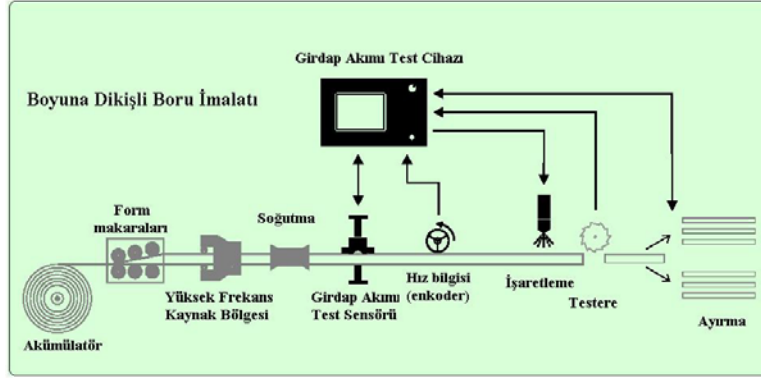 Girdap Akımı Test Cihazı
Boyuna Dikişli Boru İmalatı
Form
makaraları
Soğutma
Yüksek Frekans
Kaynak Bölgesi
Girdap Akımı
Test Sensörü
Hız bilgisi
(enkoder)
İşaretleme
Testere
Ayırma
Akümülatör